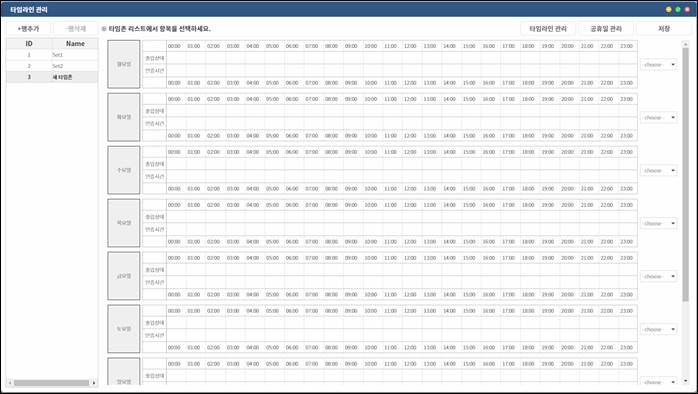 타임라인 관리
+행추가 -행삭제 ※ 타임존 리스트에서 항목을 선택하세요. 타임라인 관리 공휴일 관리 저장
ID Name
1 Set1
2 Set2
3 새 타임존
00:00 01:00 02:00 03:00 04:00 05:00 06:00 07:00 08:00 09:00 10:00 11:00 12:00 13:00 14:00 15:00 16:00 17:00 18:00 19:00 20:00 21:00 22:00 23:00
월요일 출입상태 -choose-
인증시간
00:00 01:00 02:00 03:00 04:00 05:00 06:00 07:00 08:00 09:00 10:00 11:00 12:00 13:00 14:00 15:00 16:00 17:00 18:00 19:00 20:00 21:00 22:00 23:00
00:00 01:00 02:00 03:00 04:00 05:00 06:00 07:00 08:00 09:00 10:00 11:00 12:00 13:00 14:00 15:00 16:00 17:00 18:00 19:00 20:00 21:00 22:00 23:00
화요일 출입상태 -choose-
인증시간
00:00 01:00 02:00 03:00 04:00 05:00 06:00 07:00 08:00 09:00 10:00 11:00 12:00 13:00 14:00 15:00 16:00 17:00 18:00 19:00 20:00 21:00 22:00 23:00
00:00 01:00 02:00 03:00 04:00 05:00 06:00 07:00 08:00 09:00 10:00 11:00 12:00 13:00 14:00 15:00 16:00 17:00 18:00 19:00 20:00 21:00 22:00 23:00
수요일 출입상태 -choose-
인증시간
00:00 01:00 02:00 03:00 04:00 05:00 06:00 07:00 08:00 09:00 10:00 11:00 12:00 13:00 14:00 15:00 16:00 17:00 18:00 19:00 20:00 21:00 22:00 23:00
00:00 01:00 02:00 03:00 04:00 05:00 06:00 07:00 08:00 09:00 10:00 11:00 12:00 13:00 14:00 15:00 16:00 17:00 18:00 19:00 20:00 21:00 22:00 23:00
목요일 출입상태 -choose-
인증시간
00:00 01:00 02:00 03:00 04:00 05:00 06:00 07:00 08:00 09:00 10:00 11:00 12:00 13:00 14:00 15:00 16:00 17:00 18:00 19:00 20:00 21:00 22:00 23:00
00:00 01:00 02:00 03:00 04:00 05:00 06:00 07:00 08:00 09:00 10:00 11:00 12:00 13:00 14:00 15:00 16:00 17:00 18:00 19:00 20:00 21:00 22:00 23:00
금요일 출입상태 -choose-
인증시간
00:00 01:00 02:00 03:00 04:00 05:00 06:00 07:00 08:00 09:00 10:00 11:00 12:00 13:00 14:00 15:00 16:00 17:00 18:00 19:00 20:00 21:00 22:00 23:00
00:00 01:00 02:00 03:00 04:00 05:00 06:00 07:00 08:00 09:00 10:00 11:00 12:00 13:00 14:00 15:00 16:00 17:00 18:00 19:00 20:00 21:00 22:00 23:00
토요일 출입상태 -choose-
인증시간
00:00 01:00 02:00 03:00 04:00 05:00 06:00 07:00 08:00 09:00 10:00 11:00 12:00 13:00 14:00 15:00 16:00 17:00 18:00 19:00 20:00 21:00 22:00 23:00
00:00 01:00 02:00 03:00 04:00 05:00 06:00 07:00 08:00 09:00 10:00 11:00 12:00 13:00 14:00 15:00 16:00 17:00 18:00 19:00 20:00 21:00 22:00 23:00
일요일 출입상태 -choose-